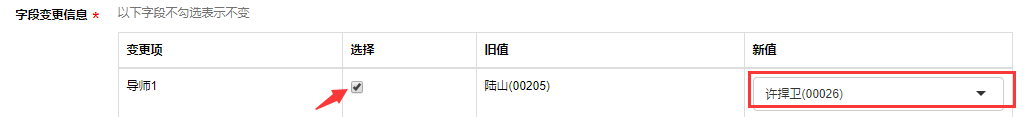 字段变更信息 * 以下字段不勾选表示不变
变更项 选择 旧值 新值
导师1 陆山(00205) 许捍卫(00026)